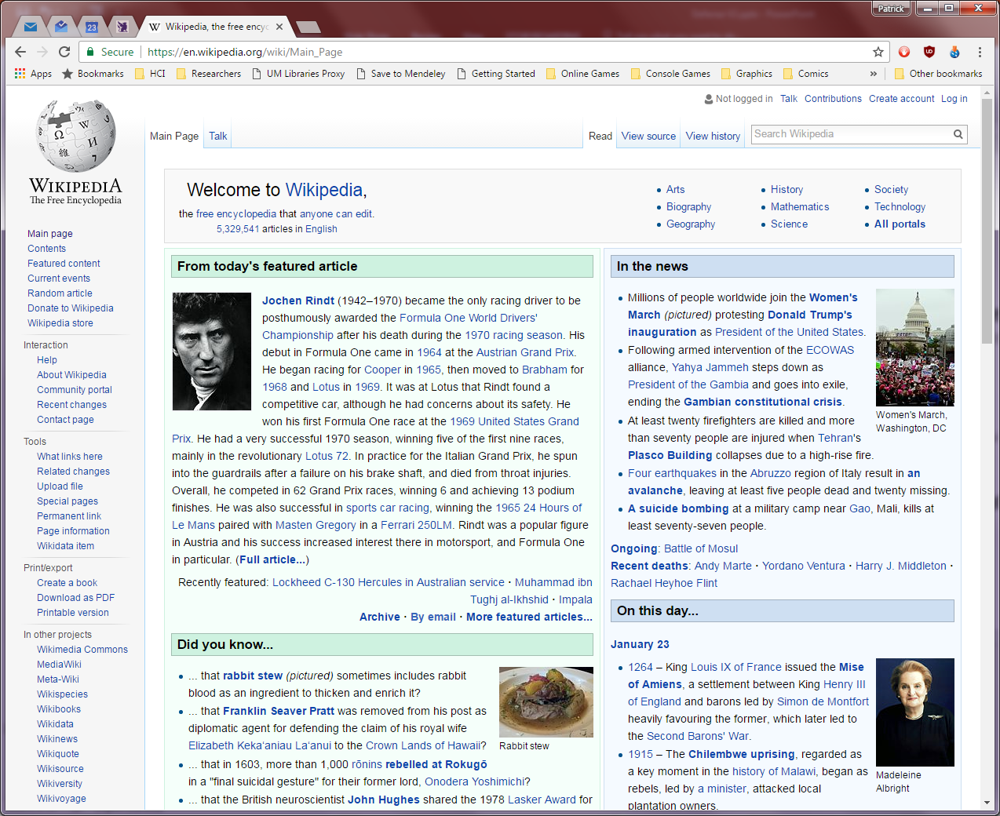 Patrick
23
Wikipedia, the free ency
Secure
https://en.wikipedia.org/wiki/Main_Page
Apps
Bookmarks
HCI
Researchers
UM Libraries Proxy
Save to Mendeley
Getting Started
Online Games
Console Games
Graphics
Comics
»
Other bookmarks
Not logged in Talk Contributions Create account Log in
WIKIPEDIA
The Free Encyclopedia
Main Page
Talk
Read
View source
View history
Search Wikipedia
Main page
Contents
Featured content
Current events
Random article
Donate to Wikipedia
Wikipedia store
Interaction
Help
About Wikipedia
Community portal
Recent changes
Contact page
Tools
What links here
Related changes
Upload file
Special pages
Permanent link
Page information
Wikidata item
Print/export
Create a book
Download as PDF
Printable version
In other projects
Wikimedia Commons
MediaWiki
Meta-Wiki
Wikispecies
Wikibooks
Wikidata
Wikinews
Wikiquote
Wikisource
Wikiversity
Wikivoyage
Welcome to Wikipedia,
the free encyclopedia that anyone can edit.
5,329,541 articles in English
Arts
Biography
Geography
History
Mathematics
Science
Society
Technology
All portals
From today's featured article
Jochen Rindt (1942–1970) became the only racing driver to be
posthumously awarded the Formula One World Drivers'
Championship after his death during the 1970 racing season. His
debut in Formula One came in 1964 at the Austrian Grand Prix.
He began racing for Cooper in 1965, then moved to Brabham for
1968 and Lotus in 1969. It was at Lotus that Rindt found a
competitive car, although he had concerns about its safety. He
won his first Formula One race at the 1969 United States Grand
Prix. He had a very successful 1970 season, winning five of the first nine races,
mainly in the revolutionary Lotus 72. In practice for the Italian Grand Prix, he spun
into the guardrails after a failure on his brake shaft, and died from throat injuries.
Overall, he competed in 62 Grand Prix races, winning 6 and achieving 13 podium
finishes. He was also successful in sports car racing, winning the 1965 24 Hours of
Le Mans paired with Masten Gregory in a Ferrari 250LM. Rindt was a popular figure
in Austria and his success increased interest there in motorsport, and Formula One
in particular. (Full article...)
Recently featured: Lockheed C-130 Hercules in Australian service · Muhammad ibn
Tughj al-Ikhshid · Impala
Archive · By email · More featured articles...
Did you know...
... that rabbit stew (pictured) sometimes includes rabbit
blood as an ingredient to thicken and enrich it?
... that Franklin Seaver Pratt was removed from his post as
diplomatic agent for defending the claim of his royal wife
Elizabeth Kekaʻaniau Laʻanui to the Crown Lands of Hawaii?
... that in 1603, more than 1,000 rōnins rebelled at Rokugō
in a "final suicidal gesture" for their former lord, Onodera Yoshimichi?
... that the British neuroscientist John Hughes shared the 1978 Lasker Award for
Rabbit stew
In the news
Millions of people worldwide join the Women's
March (pictured) protesting Donald Trump's
inauguration as President of the United States.
Following armed intervention of the ECOWAS
alliance, Yahya Jammeh steps down as
President of the Gambia and goes into exile,
ending the Gambian constitutional crisis.
At least twenty firefighters are killed and more
than seventy people are injured when Tehran's
Plasco Building collapses due to a high-rise fire.
Four earthquakes in the Abruzzo region of Italy result in an
avalanche, leaving at least five people dead and twenty missing.
A suicide bombing at a military camp near Gao, Mali, kills at
least seventy-seven people.
Women's March,
Washington, DC
Ongoing: Battle of Mosul
Recent deaths: Andy Marte · Yordano Ventura · Harry J. Middleton ·
Rachael Heyhoe Flint
On this day...
January 23
1264 – King Louis IX of France issued the Mise
of Amiens, a settlement between King Henry III
of England and barons led by Simon de Montfort
heavily favouring the former, which later led to
the Second Barons' War.
1915 – The Chilembwe uprising, regarded as
a key moment in the history of Malawi, began as
rebels, led by a minister, attacked local
plantation owners.
Madeleine
Albright